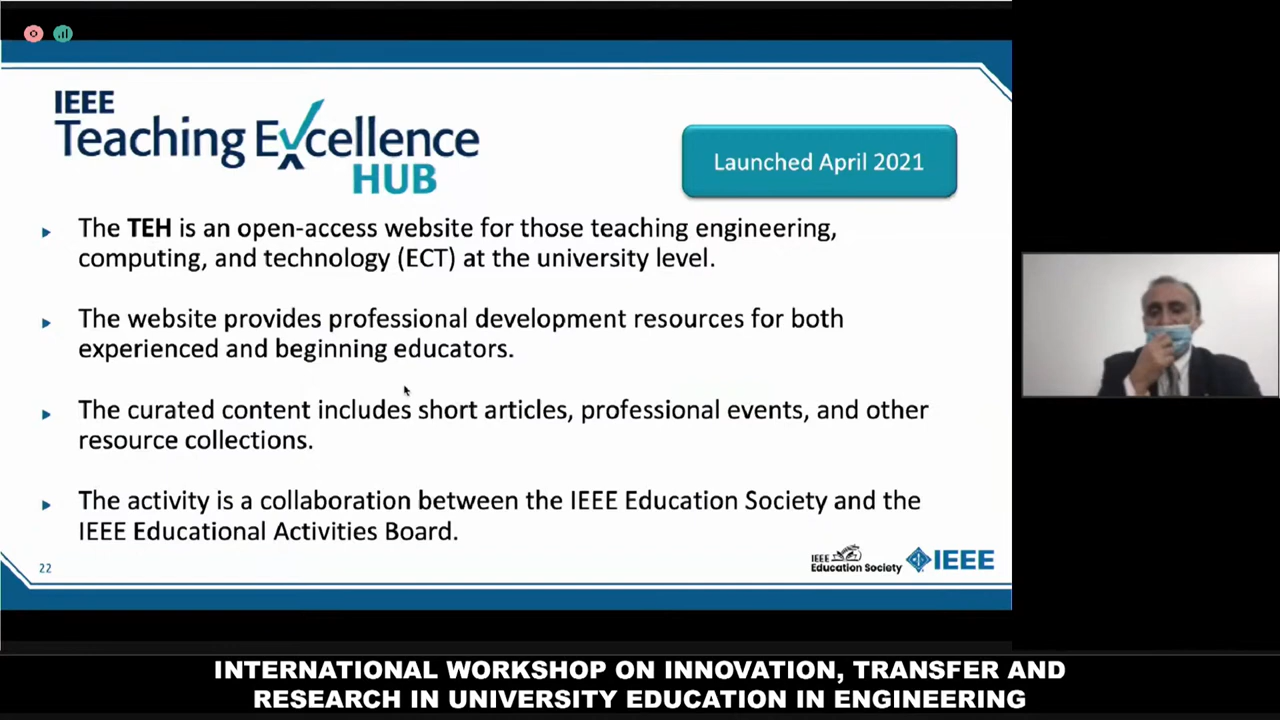 IEEE
Teaching Excellence
HUB
Launched April 2021
The TEH is an open-access website for those teaching engineering,
computing, and technology (ECT) at the university level.
The website provides professional development resources for both
experienced and beginning educators.
The curated content includes short articles, professional events, and other
resource collections.
The activity is a collaboration between the IEEE Education Society and the
IEEE Educational Activities Board.
22
IEEE
Education Society
IEEE
INTERNATIONAL WORKSHOP ON INNOVATION, TRANSFER AND
RESEARCH IN UNIVERSITY EDUCATION IN ENGINEERING